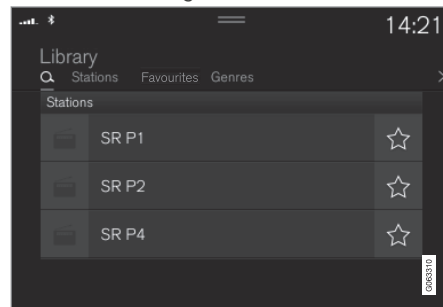 14:21
Library
Stations Favourites Genres
Stations
SR P1
SR P2
SR P4
G063310